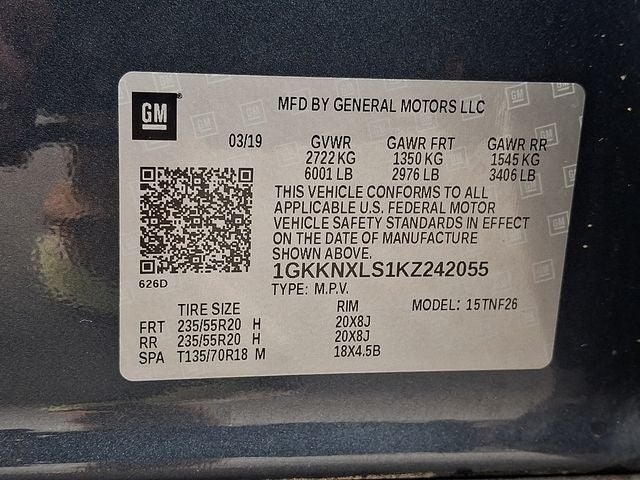 GM
MFD BY GENERAL MOTORS LLC
03/19 GVWR GAWR FRT GAWR RR
2722 KG 1350 KG 1545 KG
6001 LB 2976 LB 3406 LB
THIS VEHICLE CONFORMS TO ALL
APPLICABLE U.S. FEDERAL MOTOR
VEHICLE SAFETY STANDARDS IN EFFECT
ON THE DATE OF MANUFACTURE
SHOWN ABOVE.
1GKKNXLS1KZ242055
626D
TYPE: M.P.V.
TIRE SIZE RIM MODEL: 15TNF26
FRT 235/55R20 H 20X8J
RR 235/55R20 H 20X8J
SPA T135/70R18 M 18X4.5B